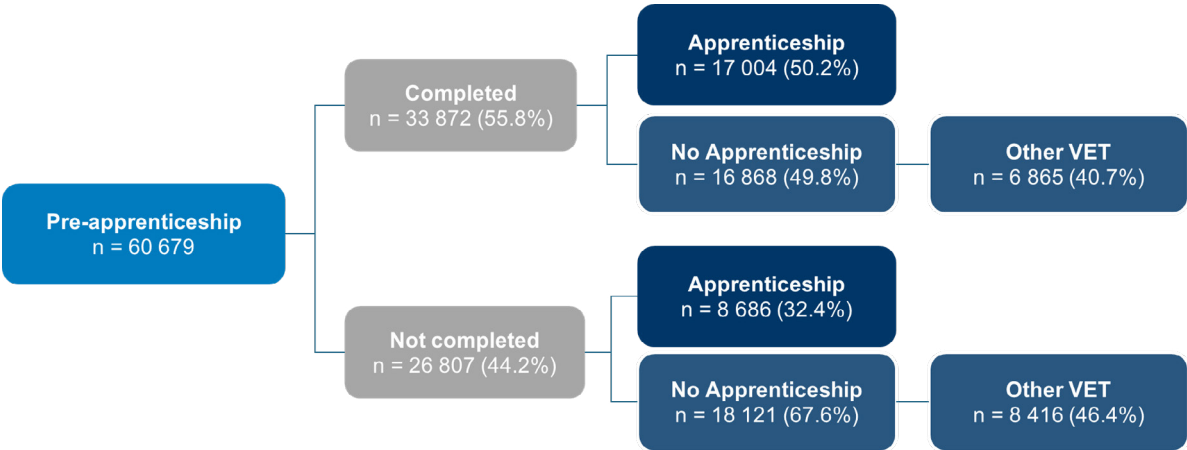 Pre-apprenticeship
n = 60 679
Completed
n = 33 872 (55.8%)
Apprenticeship
n = 17 004 (50.2%)
No Apprenticeship
n = 16 868 (49.8%)
Other VET
n = 6 865 (40.7%)
Not completed
n = 26 807 (44.2%)
Apprenticeship
n = 8 686 (32.4%)
No Apprenticeship
n = 18 121 (67.6%)
Other VET
n = 8 416 (46.4%)